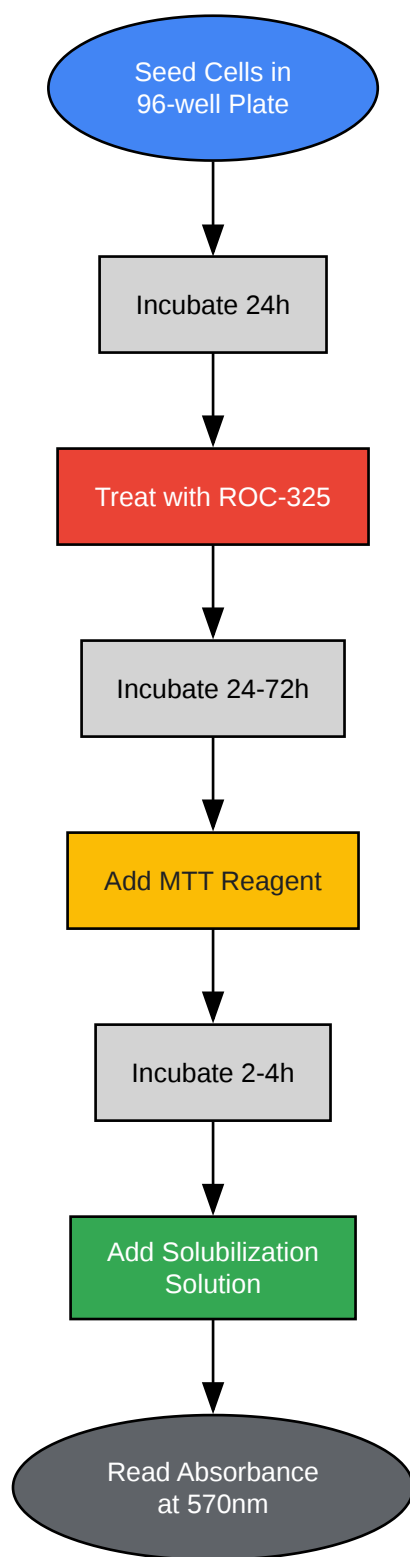 Seed Cells in
96-well Plate
Incubate 24h
Treat with ROC-325
Incubate 24-72h
Add MTT Reagent
Incubate 2-4h
Add Solubilization
Solution
Read Absorbance
at 570nm